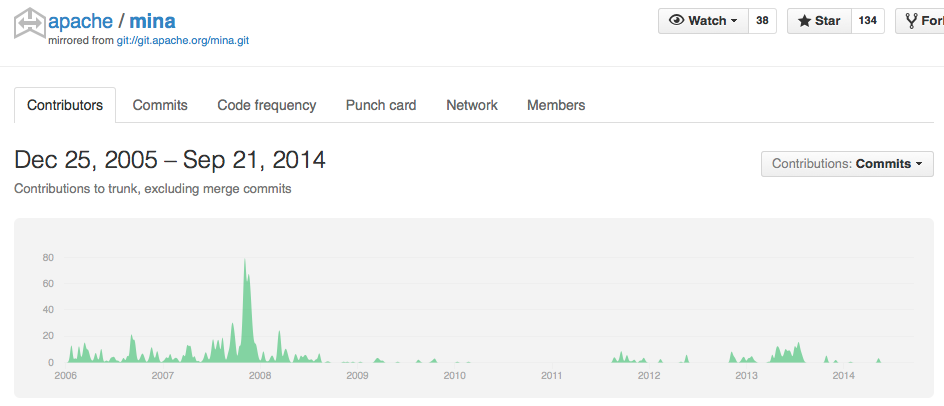 apache / mina
Watch 38
Star 134
Fork
mirrored from git://git.apache.org/mina.git
Contributors Commits Code frequency Punch card Network Members
Dec 25, 2005 – Sep 21, 2014
Contributions: Commits
Contributions to trunk, excluding merge commits
80
60
40
20
0
2006 2007 2008 2009 2010 2011 2012 2013 2014